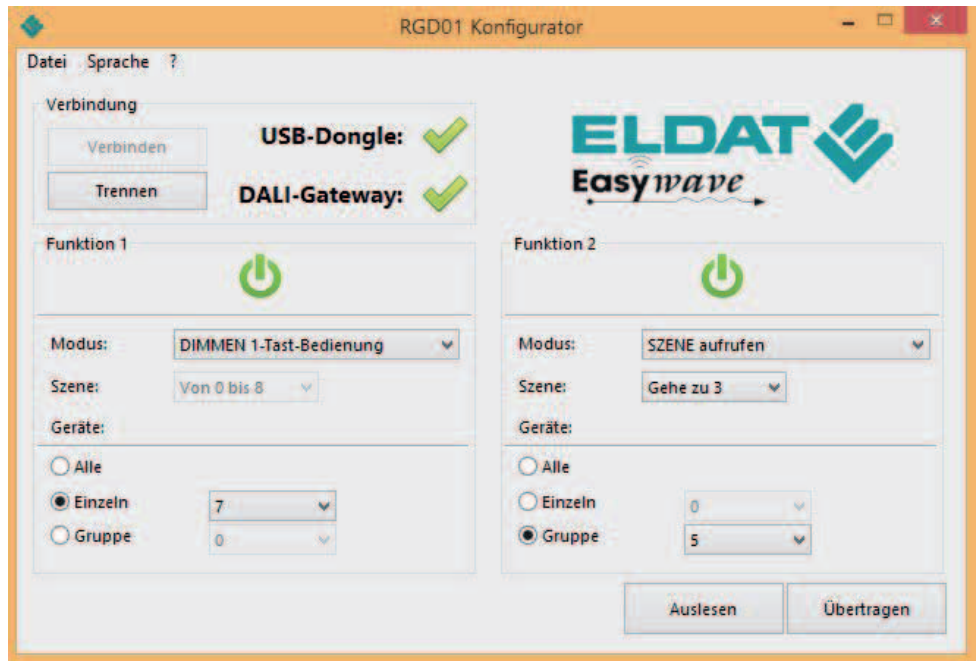 RGD01 Konfigurator
Datei Sprache ?
Verbindung
Verbinden
USB-Dongle:
Trennen
DALI-Gateway:
ELDAT
Easywave
Funktion 1
Modus: DIMMEN 1-Tast-Bedienung
Szene: Von 0 bis 8
Geräte:
Alle
Einzeln 7
Gruppe 0
Funktion 2
Modus: SZENE aufrufen
Szene: Gehe zu 3
Geräte:
Alle
Einzeln 0
Gruppe 5
Auslesen Übertragen